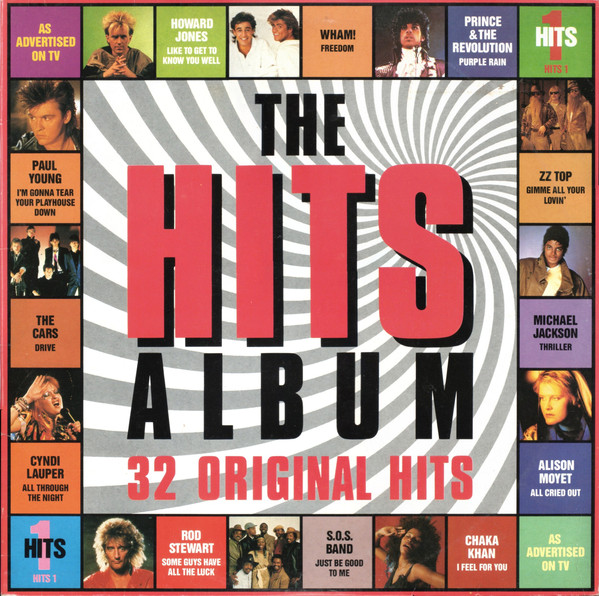 AS
ADVERTISED
ON TV
HOWARD
JONES
LIKE TO GET TO
KNOW YOU WELL
WHAM!
FREEDOM
PRINCE
& THE
REVOLUTION
PURPLE RAIN
1
HITS
HITS 1
PAUL
YOUNG
I'M GONNA TEAR
YOUR PLAYHOUSE
DOWN
THE
HITS
ALBUM
32 ORIGINAL HITS
ZZ TOP
GIMME ALL YOUR
LOVIN'
THE
CARS
DRIVE
MICHAEL
JACKSON
THRILLER
CYNDI
LAUPER
ALL THROUGH
THE NIGHT
ALISON
MOYET
ALL CRIED OUT
1
HITS
HITS 1
ROD
STEWART
SOME GUYS HAVE
ALL THE LUCK
S.O.S.
BAND
JUST BE GOOD
TO ME
CHAKA
KHAN
I FEEL FOR YOU
AS
ADVERTISED
ON TV